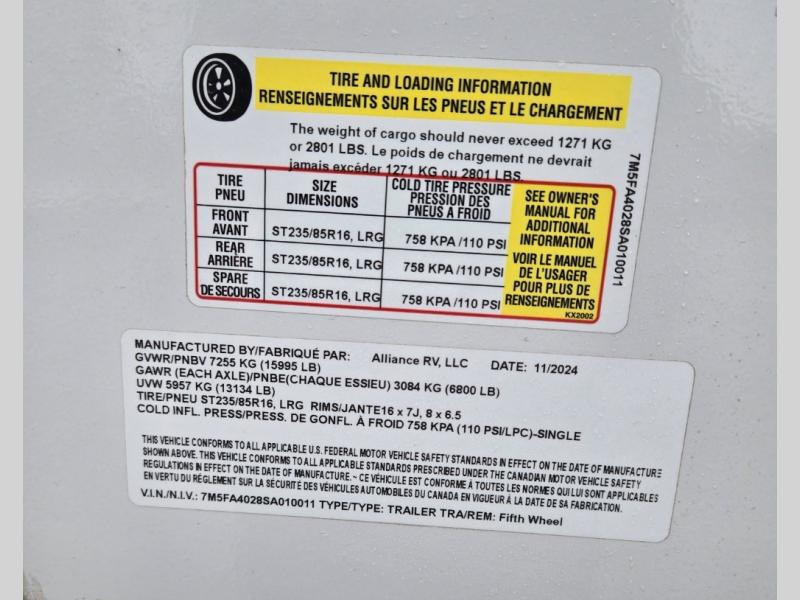 TIRE AND LOADING INFORMATION
RENSEIGNEMENTS SUR LES PNEUS ET LE CHARGEMENT
The weight of cargo should never exceed 1271 KG
or 2801 LBS. Le poids de chargement ne devrait
jamais excéder 1271 KG ou 2801 LBS.
TIRE
PNEU
SIZE
DIMENSIONS
COLD TIRE PRESSURE
PRESSION DES
PNEUS A FROID
FRONT
AVANT
ST235/85R16, LRG
758 KPA /110 PSI
REAR
ARRIÈRE
ST235/85R16, LRG
758 KPA /110 PSI
SPARE
DE SECOURS
ST235/85R16, LRG
758 KPA /110 PSI
SEE OWNER'S
MANUAL FOR
ADDITIONAL
INFORMATION
VOIR LE MANUEL
DE L'USAGER
POUR PLUS DE
RENSEIGNEMENTS
KX2002
7M5FA4028SA010011
MANUFACTURED BY/FABRIQUÉ PAR: Alliance RV, LLC DATE: 11/2024
GVWR/PNBV 7255 KG (15995 LB)
GAWR (EACH AXLE)/PNBE(CHAQUE ESSIEU) 3084 KG (6800 LB)
UVW 5957 KG (13134 LB)
TIRE/PNEU ST235/85R16, LRG RIMS/JANTE16 x 7J, 8 x 6.5
COLD INFL. PRESS/PRESS. DE GONFL. À FROID 758 KPA (110 PSI/LPC)-SINGLE
THIS VEHICLE CONFORMS TO ALL APPLICABLE U.S. FEDERAL MOTOR VEHICLE SAFETY STANDARDS IN EFFECT ON THE DATE OF MANUFACTURE
SHOWN ABOVE. THIS VEHICLE CONFORMS TO ALL APPLICABLE STANDARDS PRESCRIBED UNDER THE CANADIAN MOTOR VEHICLE SAFETY
REGULATIONS IN EFFECT ON THE DATE OF MANUFACTURE. ~ CE VÉHICULE EST CONFORME À TOUTES LES NORMES QUI LUI SONT APPLICABLES
EN VERTU DU RÉGLEMENT SUR LA SÉCURITÉ DES VÉHICULES AUTOMOBILES DU CANADA EN VIGUEUR À LA DATE DE SA FABRICATION.
V.I.N./N.I.V.: 7M5FA4028SA010011 TYPE/TYPE: TRAILER TRA/REM: Fifth Wheel